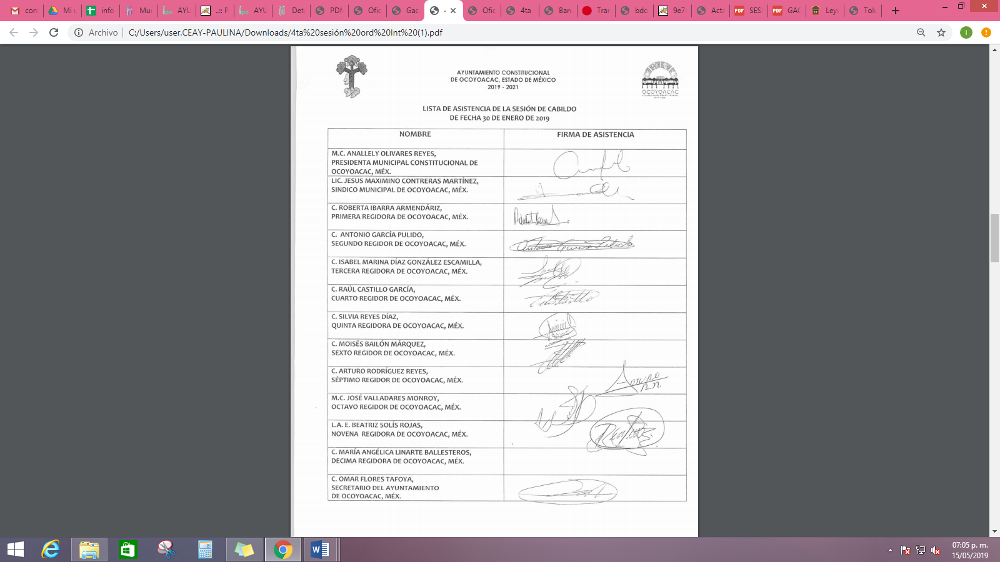 con
Mi u
info
Mur
AYU
..:: P
AYU
Det
PDM
Ofic
Gac
4
Ofic
4ta
Ban
Trar
bdo
9e7
Acta
SES
GAC
Leye
Tolu
Archivo
C:/Users/user.CEAY-PAULINA/Downloads/4ta%20sesión%20ord%20Int%20(1).pdf
I
AYUNTAMIENTO CONSTITUCIONAL
DE OCOYOACAC, ESTADO DE MÉXICO
2019 - 2021
OCOYOACAC
LISTA DE ASISTENCIA DE LA SESIÓN DE CABILDO
DE FECHA 30 DE ENERO DE 2019
NOMBRE
FIRMA DE ASISTENCIA
M.C. ANALLELY OLIVARES REYES,
PRESIDENTA MUNICIPAL CONSTITUCIONAL DE
OCOYOACAC, MÉX.
LIC. JESUS MAXIMINO CONTRERAS MARTÍNEZ,
SINDICO MUNICIPAL DE OCOYOACAC, MÉX.
C. ROBERTA IBARRA ARMENDÁRIZ,
PRIMERA REGIDORA DE OCOYOACAC, MÉX.
C. ANTONIO GARCÍA PULIDO,
SEGUNDO REGIDOR DE OCOYOACAC, MÉX.
Antonio Garcia Pulido
C. ISABEL MARINA DÍAZ GONZÁLEZ ESCAMILLA,
TERCERA REGIDORA DE OCOYOACAC, MÉX.
C. RAÚL CASTILLO GARCÍA,
CUARTO REGIDOR DE OCOYOACAC, MÉX.
C. SILVIA REYES DÍAZ,
QUINTA REGIDORA DE OCOYOACAC, MÉX.
C. MOISÉS BAILÓN MÁRQUEZ,
SEXTO REGIDOR DE OCOYOACAC, MÉX.
C. ARTURO RODRÍGUEZ REYES,
SÉPTIMO REGIDOR DE OCOYOACAC, MÉX.
Arturo
R.R.
M.C. JOSÉ VALLADARES MONROY,
OCTAVO REGIDOR DE OCOYOACAC, MÉX.
L.A. E. BEATRIZ SOLÍS ROJAS,
NOVENA REGIDORA DE OCOYOACAC, MÉX.
C. MARÍA ANGÉLICA LINARTE BALLESTEROS,
DECIMA REGIDORA DE OCOYOACAC, MÉX.
C. OMAR FLORES TAFOYA,
SECRETARIO DEL AYUNTAMIENTO
DE OCOYOACAC, MÉX.
07:05 p. m.
15/05/2019